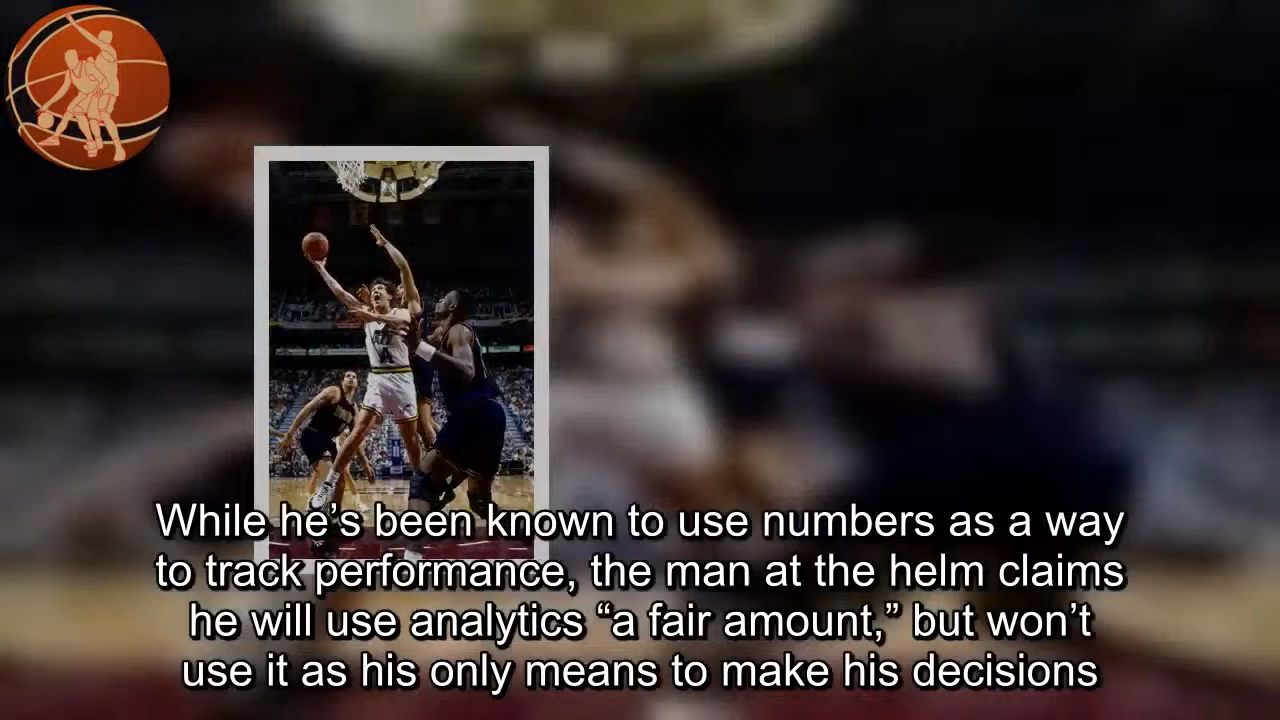 While he’s been known to use numbers as a way
to track performance, the man at the helm claims
he will use analytics “a fair amount,” but won’t
use it as his only means to make his decisions